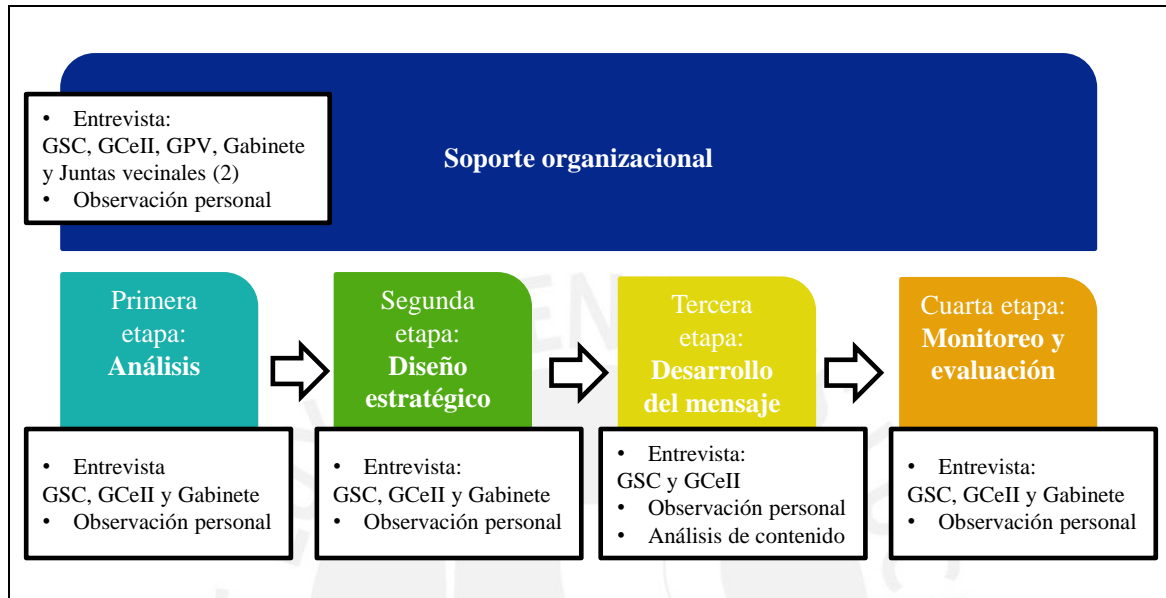 • Entrevista:
GSC, GCeII, GPV, Gabinete
y Juntas vecinales (2)
• Observación personal
Soporte organizacional
Primera
etapa:
Análisis
• Entrevista
GSC, GCeII y Gabinete
• Observación personal
Segunda
etapa:
Diseño
estratégico
• Entrevista:
GSC, GCeII y Gabinete
• Observación personal
Tercera
etapa:
Desarrollo
del mensaje
• Entrevista:
GSC y GCeII
• Observación personal
• Análisis de contenido
Cuarta etapa:
Monitoreo y
evaluación
• Entrevista:
GSC, GCeII y Gabinete
• Observación personal